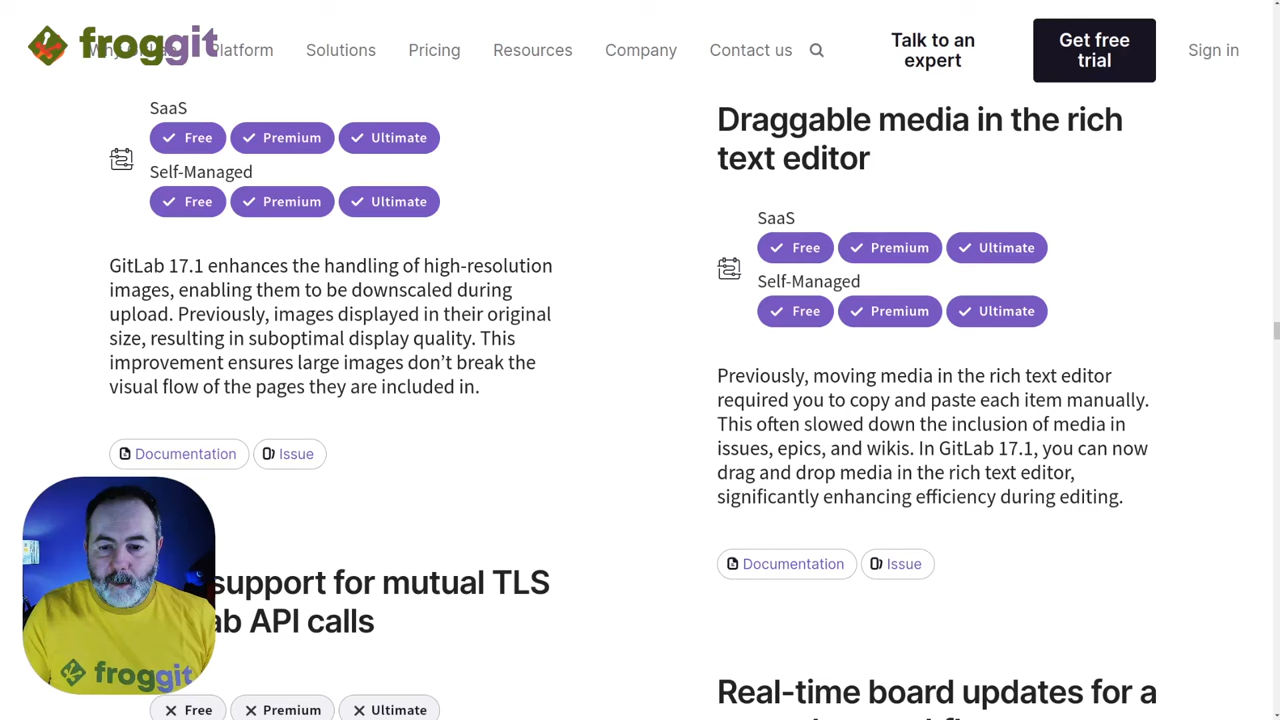 froggit
Platform
Solutions
Pricing
Resources
Company
Contact us
Talk to an
expert
Get free
trial
Sign in
SaaS
Free
Premium
Ultimate
Self-Managed
Free
Premium
Ultimate
GitLab 17.1 enhances the handling of high-resolution
images, enabling them to be downscaled during
upload. Previously, images displayed in their original
size, resulting in suboptimal display quality. This
improvement ensures large images don’t break the
visual flow of the pages they are included in.
Documentation
Issue
support for mutual TLS
ab API calls
Free
Premium
Ultimate
froggit
Draggable media in the rich
text editor
SaaS
Free
Premium
Ultimate
Self-Managed
Free
Premium
Ultimate
Previously, moving media in the rich text editor
required you to copy and paste each item manually.
This often slowed down the inclusion of media in
issues, epics, and wikis. In GitLab 17.1, you can now
drag and drop media in the rich text editor,
significantly enhancing efficiency during editing.
Documentation
Issue
Real-time board updates for a